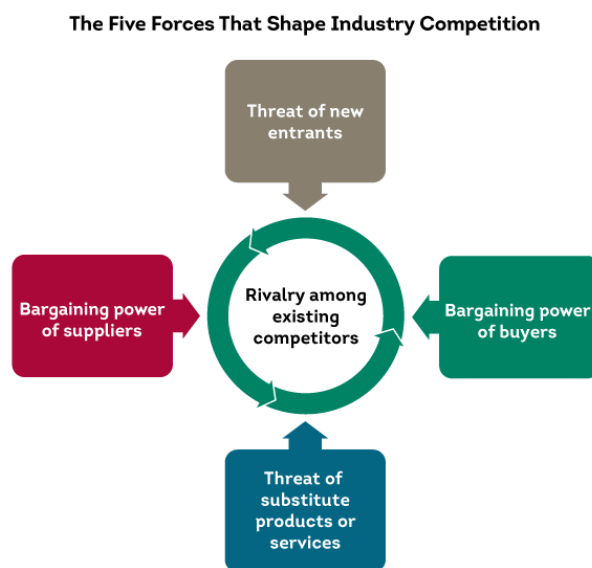 The Five Forces That Shape Industry Competition
Threat of new
entrants
Bargaining power
of suppliers
Rivalry among
existing
competitors
Bargaining power
of buyers
Threat of
substitute
products or
services